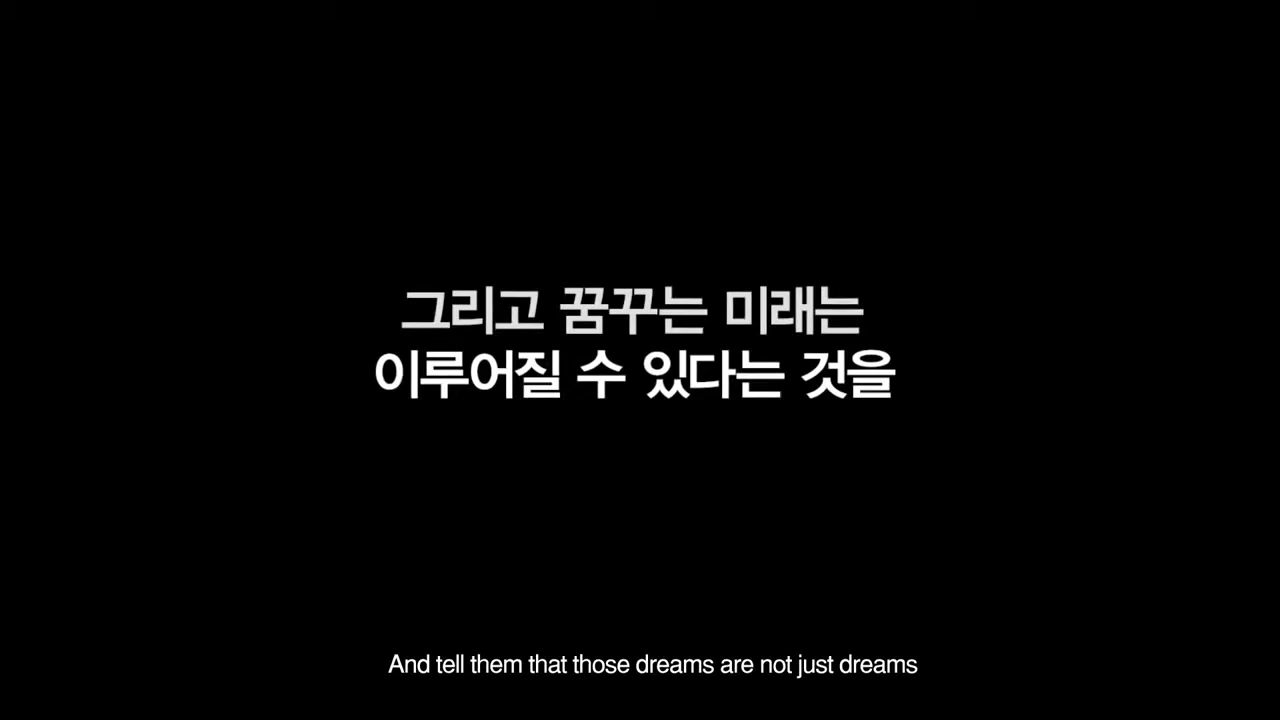 그리고 꿈꾸는 미래는
이루어질 수 있다는 것을
And tell them that those dreams are not just dreams